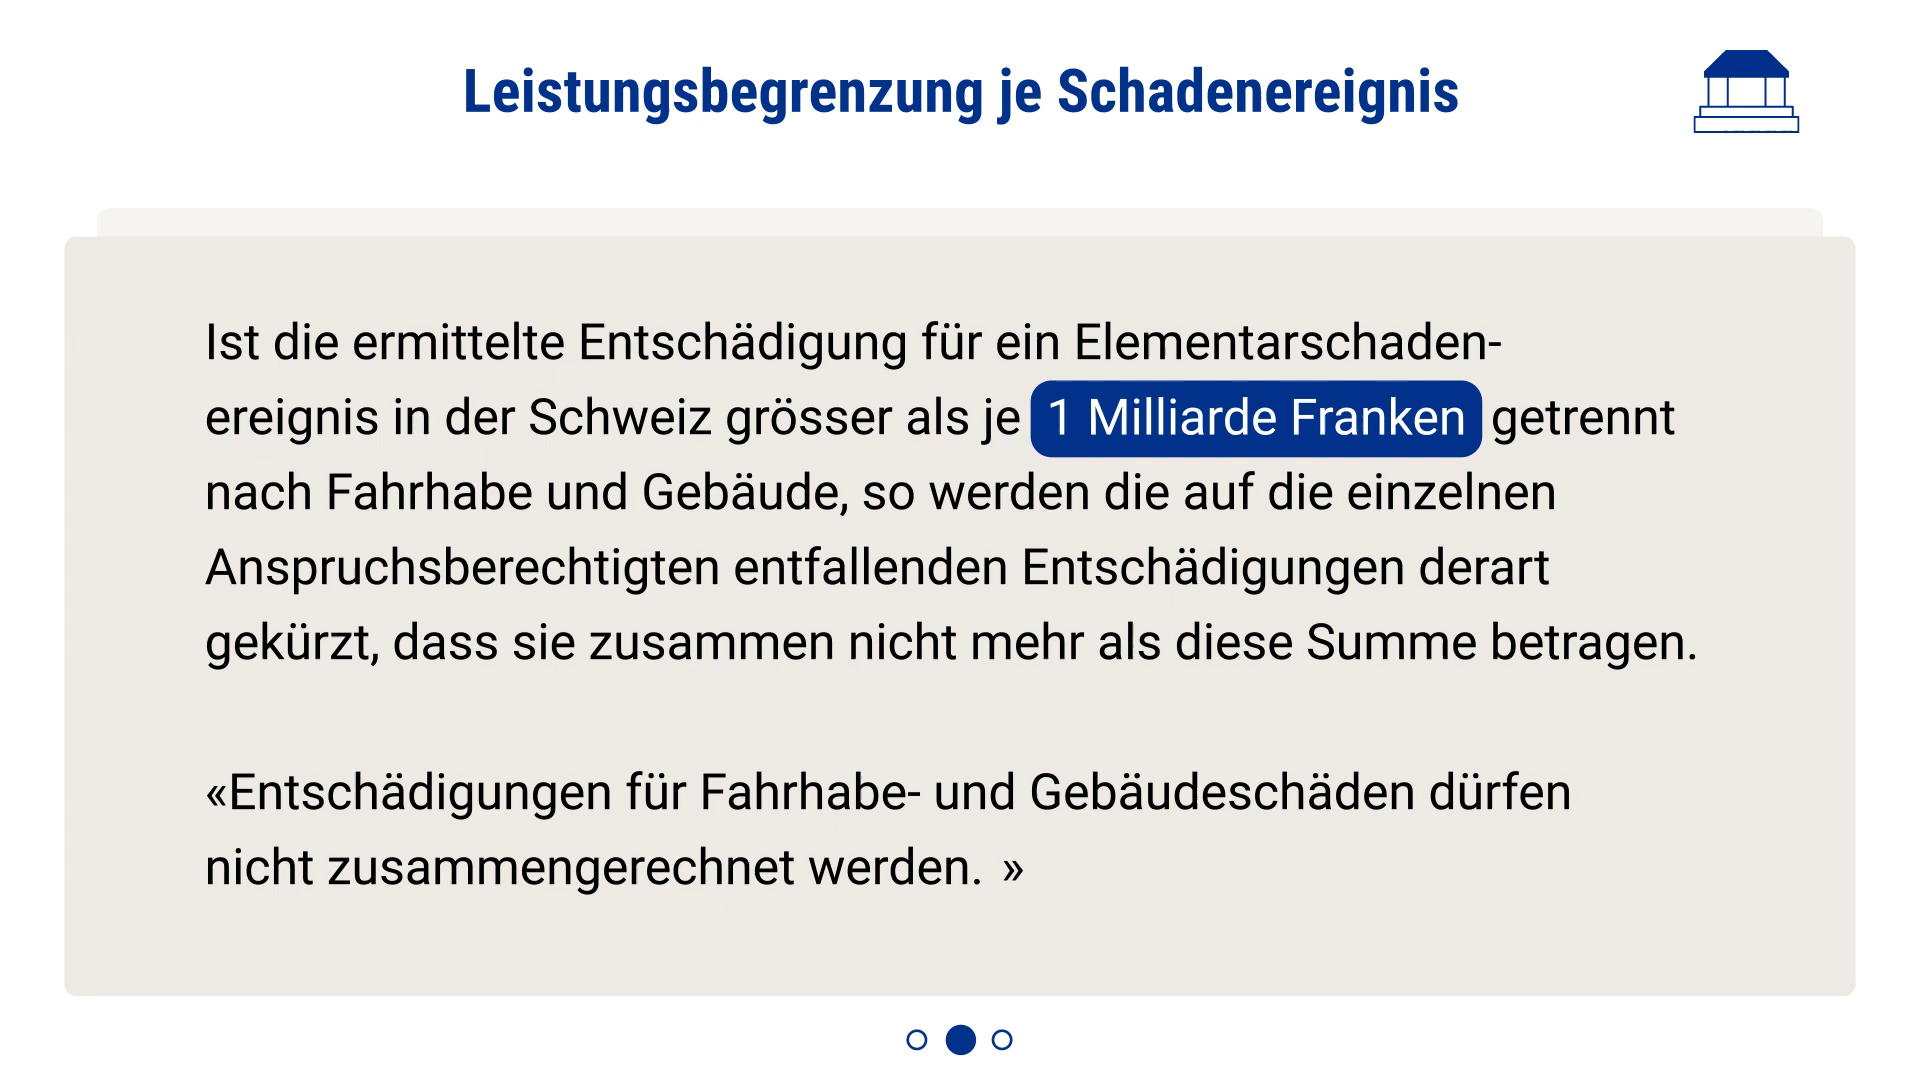 Leistungsbegrenzung je Schadenereignis
Ist die ermittelte Entschädigung für ein Elementarschaden-
ereignis in der Schweiz grösser als je 1 Milliarde Franken getrennt
nach Fahrhabe und Gebäude, so werden die auf die einzelnen
Anspruchsberechtigten entfallenden Entschädigungen derart
gekürzt, dass sie zusammen nicht mehr als diese Summe betragen.
«Entschädigungen für Fahrhabe- und Gebäudeschäden dürfen
nicht zusammengerechnet werden. »